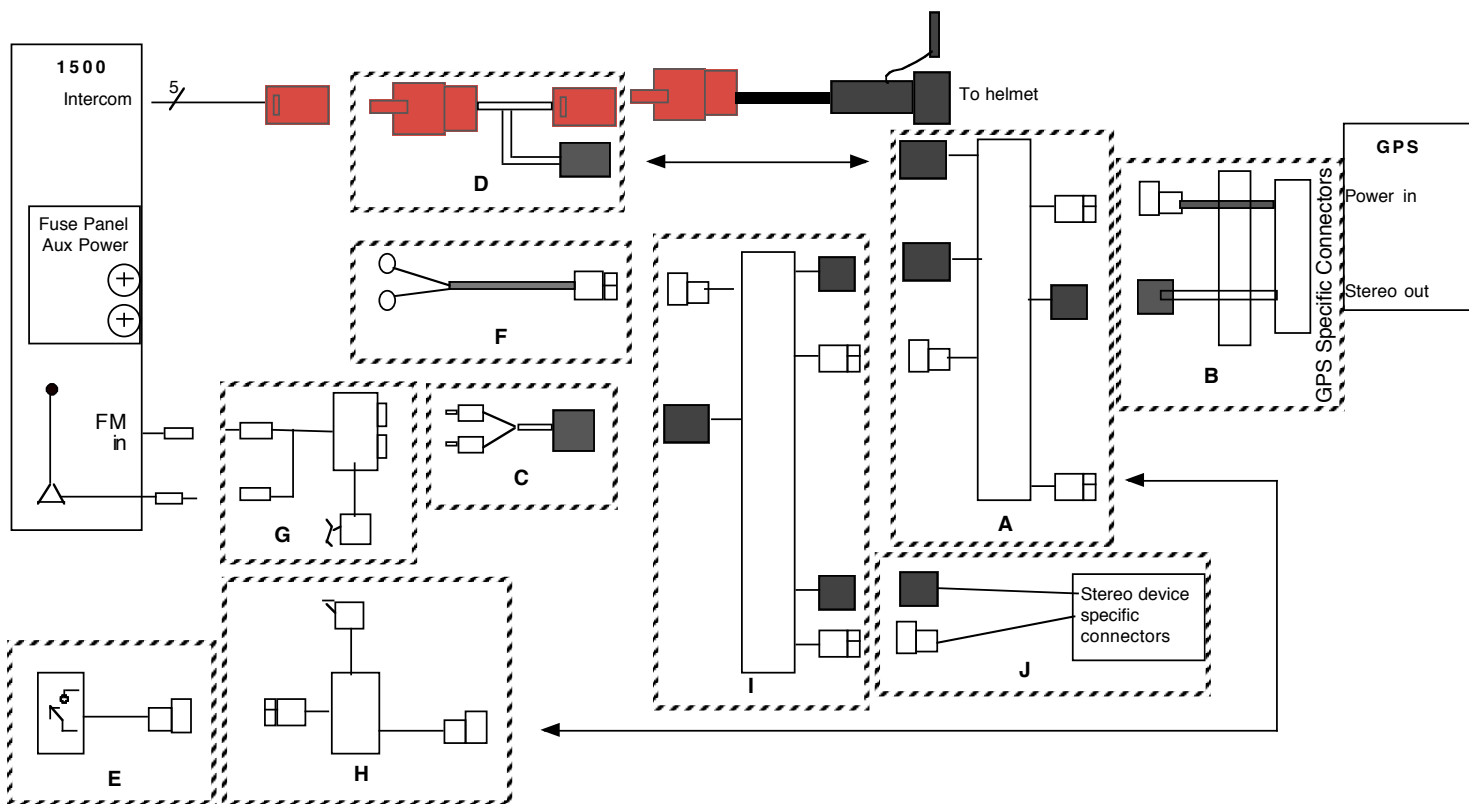 1500
Intercom
5
To helmet
GPS
D
GPS Specific Connectors
Power in
Fuse Panel
Aux Power
Stereo out
F
B
FM
in
C
G
A
Stereo device
specific
connectors
J
I
E
H